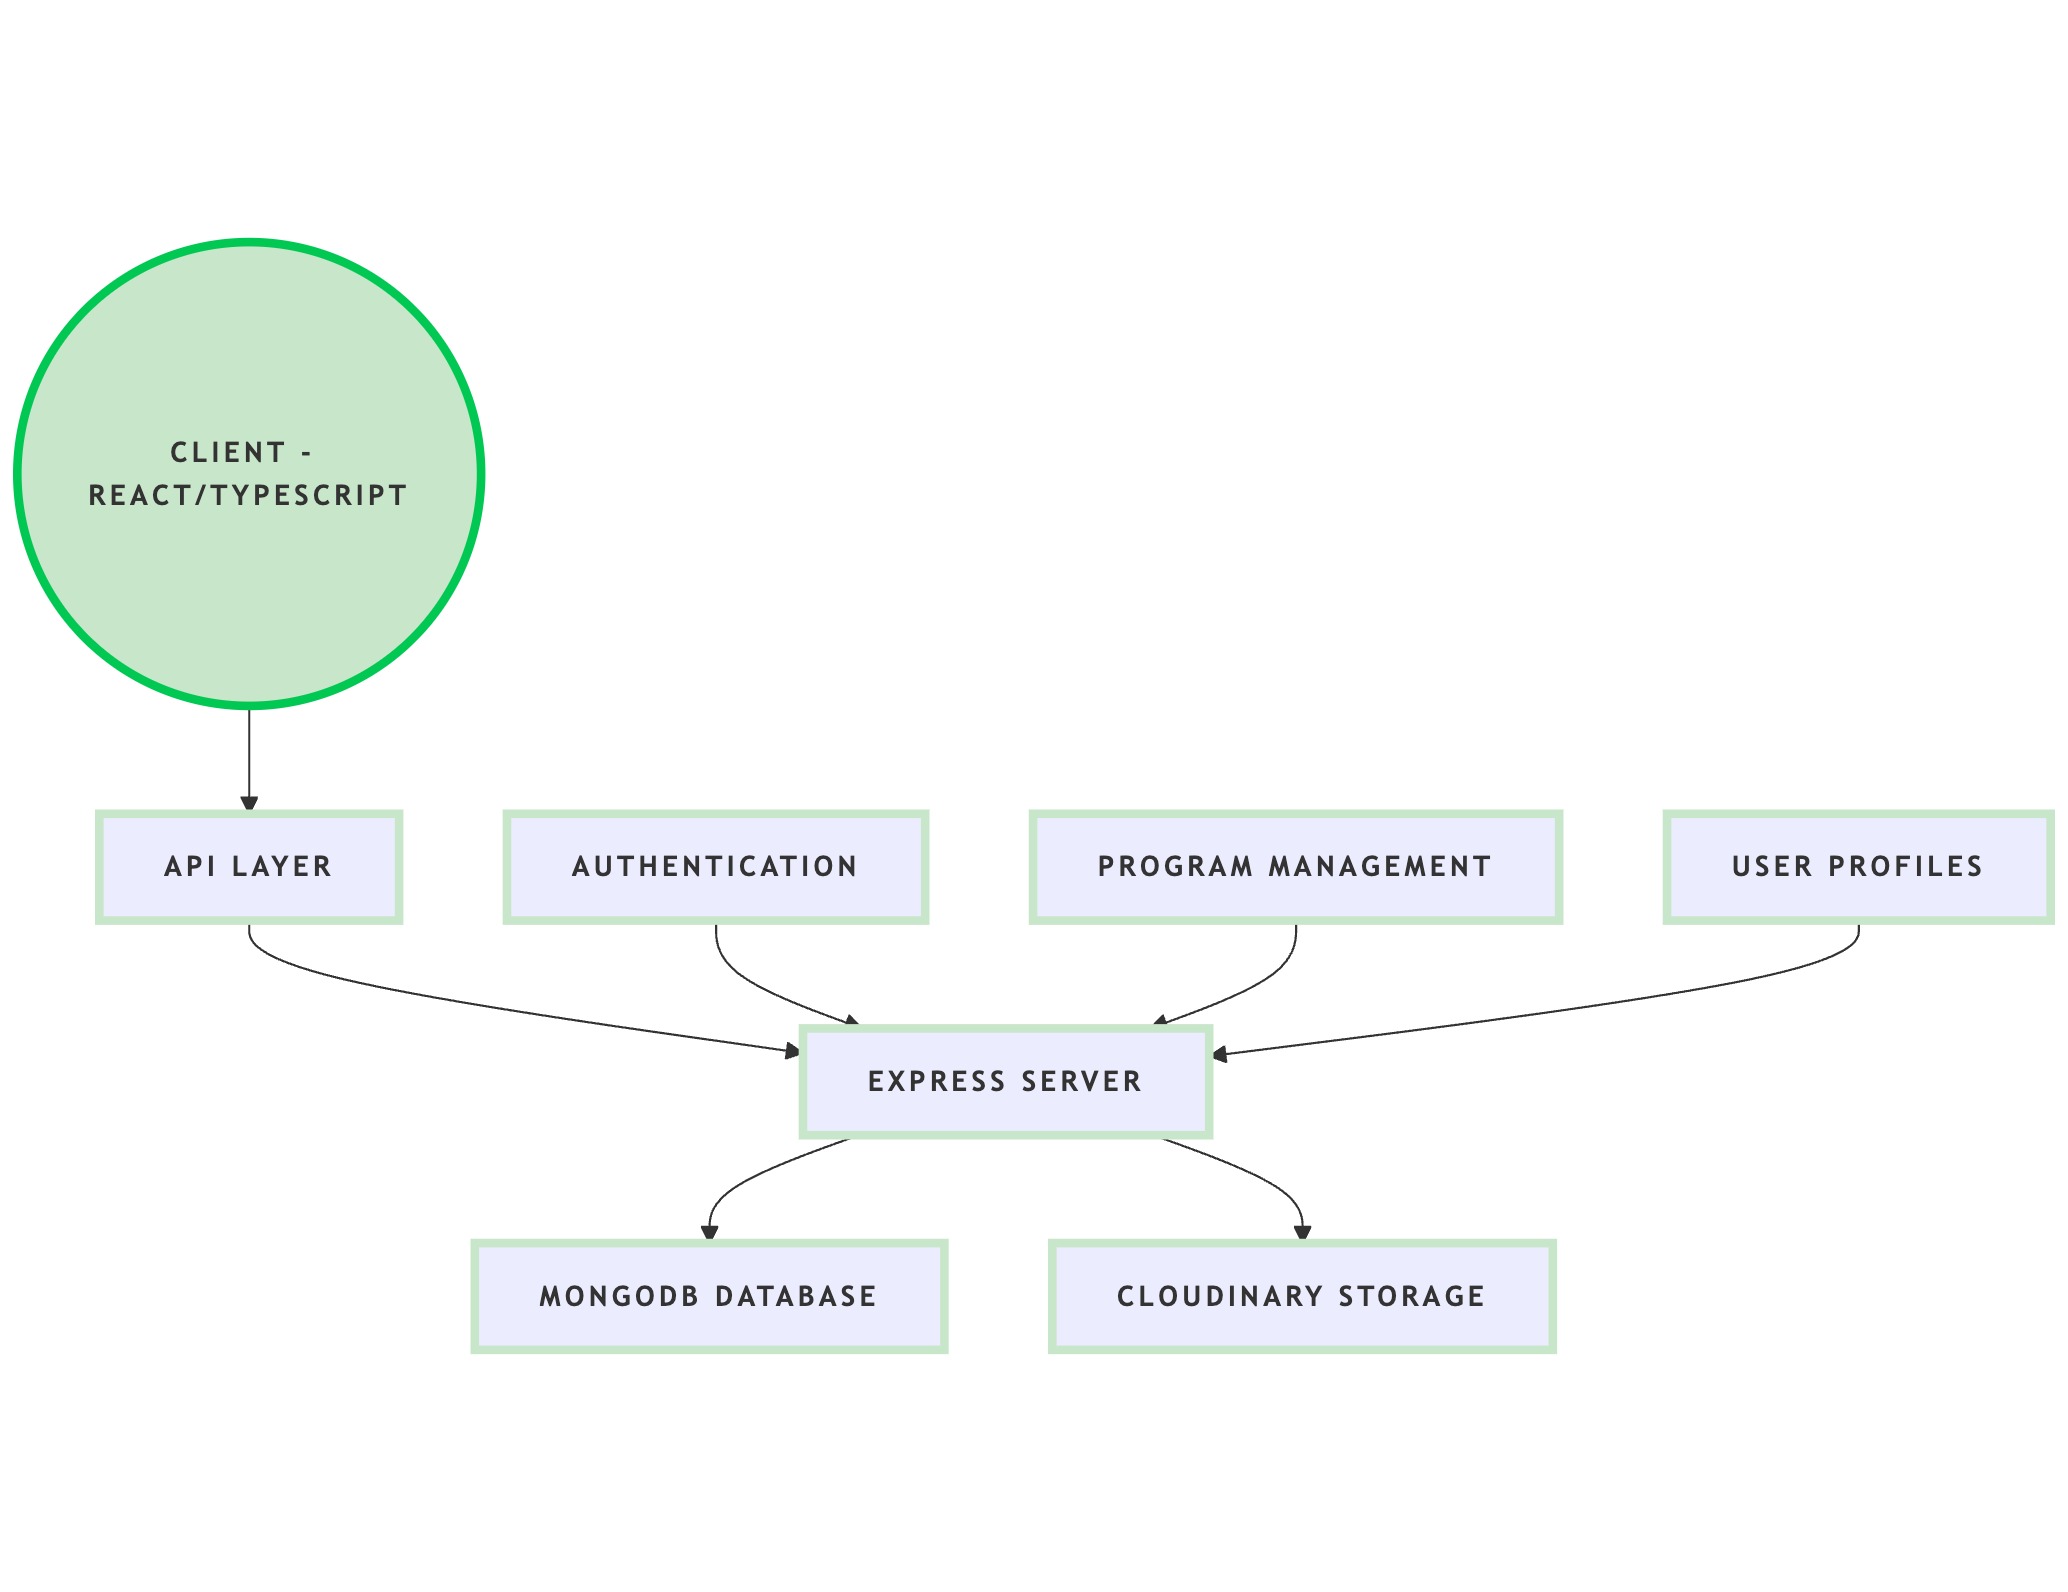 CLIENT -
REACT/TYPESCRIPT
API LAYER
AUTHENTICATION
PROGRAM MANAGEMENT
USER PROFILES
EXPRESS SERVER
MONGODB DATABASE
CLOUDINARY STORAGE